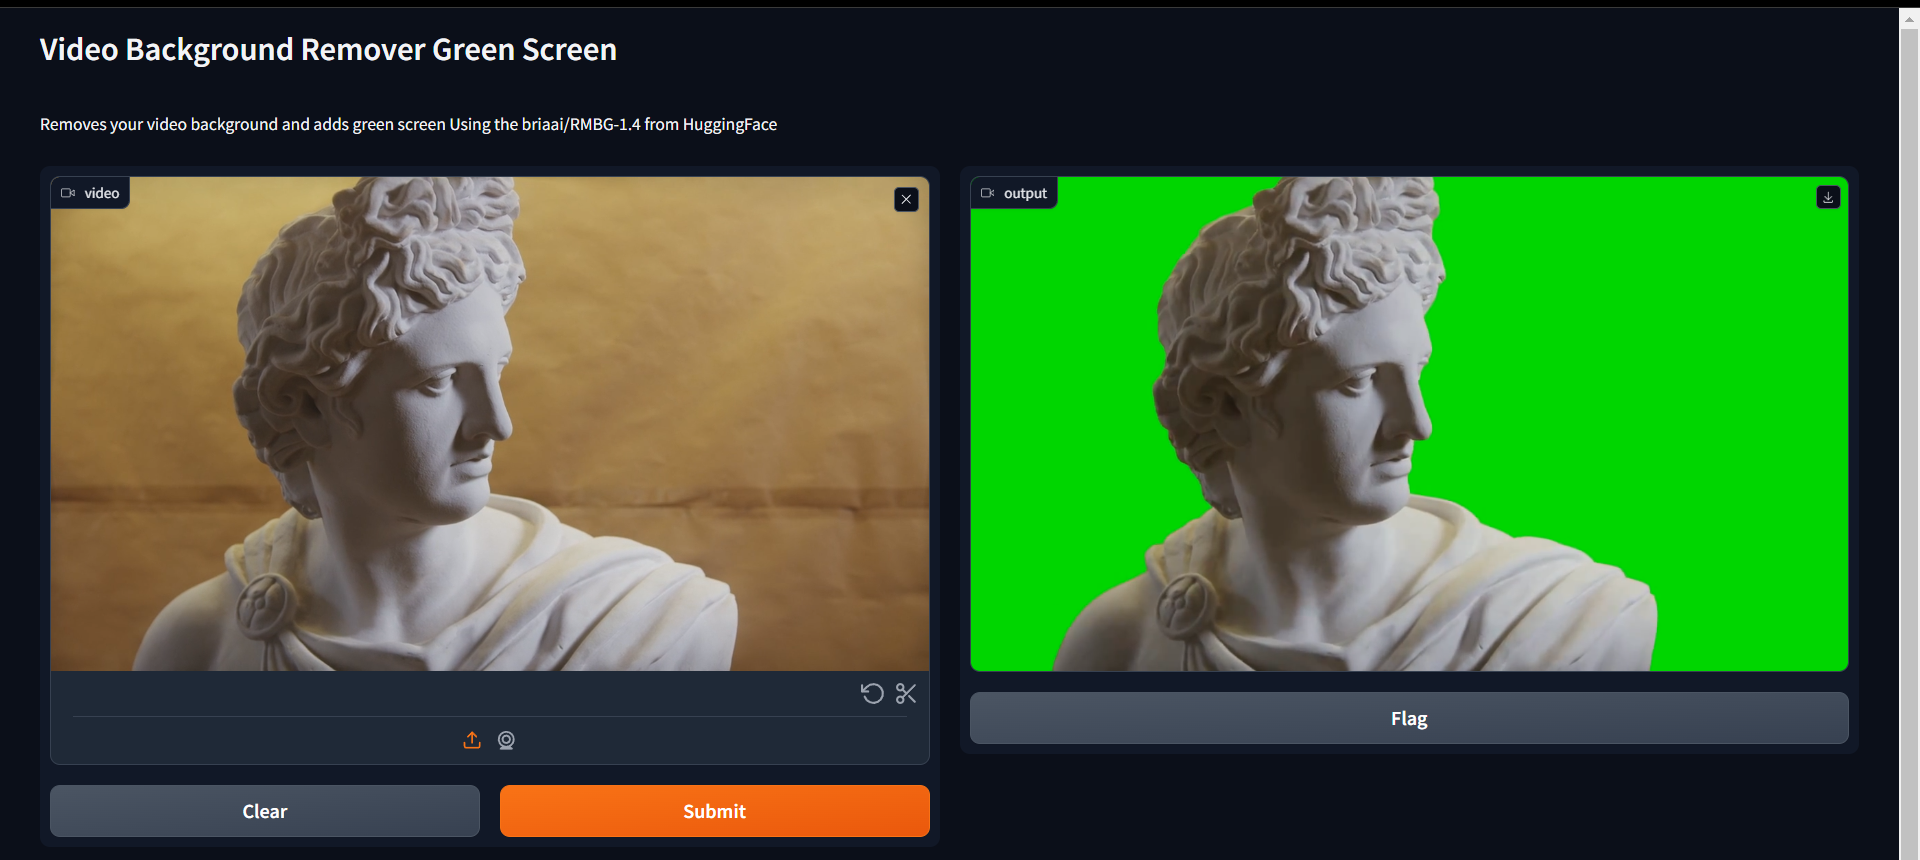 Video Background Remover Green Screen
Removes your video background and adds green screen Using the briaai/RMBG-1.4 from HuggingFace
video
output
Flag
Clear
Submit